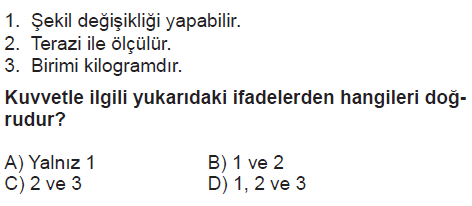 1. Şekil değişikliği yapabilir.
2. Terazi ile ölçülür.
3. Birimi kilogramdır.
Kuvvetle ilgili yukarıdaki ifadelerden hangileri doğ-
rudur?
A) Yalnız 1 B) 1 ve 2
C) 2 ve 3 D) 1, 2 ve 3